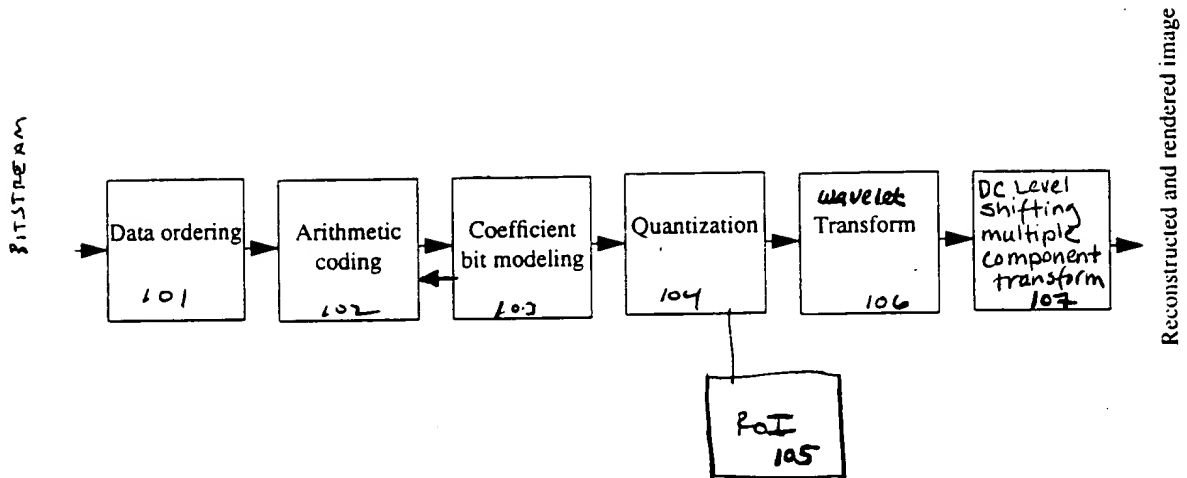 BITSTREAM
Data ordering
101
Arithmetic
coding
102
Coefficient
bit modeling
103
Quantization
104
wavelet
Transform
106
DC Level
shifting
multiple
component
transform
107
Reconstructed and rendered image
RoI
105